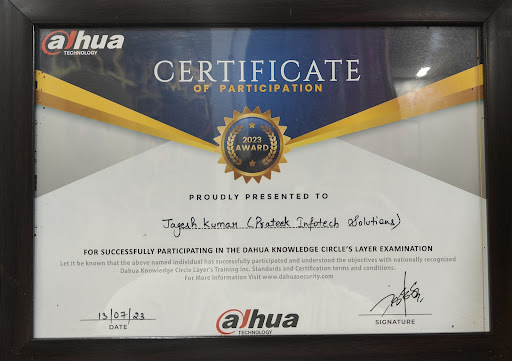 alhua
TECHNOLOGY
CERTIFICATE
OF PARTICIPATION
2023
AWARD
PROUDLY PRESENTED TO
Jagesh Kumar (Prateek Infotech Solutions)
FOR SUCCESSFULLY PARTICIPATING IN THE DAHUA KNOWLEDGE CIRCLE'S LAYER EXAMINATION
Let it be known that the above named individual has successfully participated and understood the objectives with nationally recognized
Dahua Knowledge Circle Layer's Training Inc. Standards and Certification terms and conditions.
For More Information Visit www.dahuasecurity.com
13/07/23
DATE
alhua
TECHNOLOGY
SIGNATURE